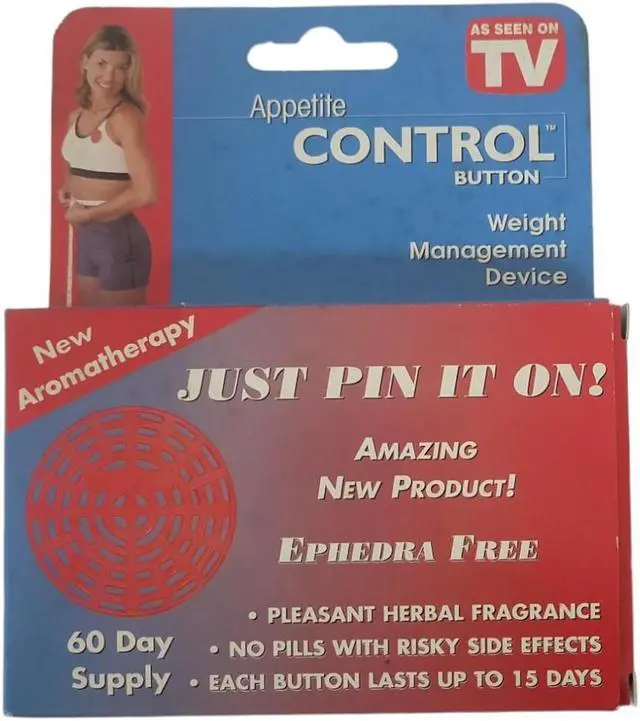 AS SEEN ON
TV
Appetite
CONTROL™
BUTTON
Weight
Management
Device
New
Aromatherapy
JUST PIN IT ON!
AMAZING
NEW PRODUCT!
EPHEDRA FREE
• PLEASANT HERBAL FRAGRANCE
• NO PILLS WITH RISKY SIDE EFFECTS
• EACH BUTTON LASTS UP TO 15 DAYS
60 Day
Supply